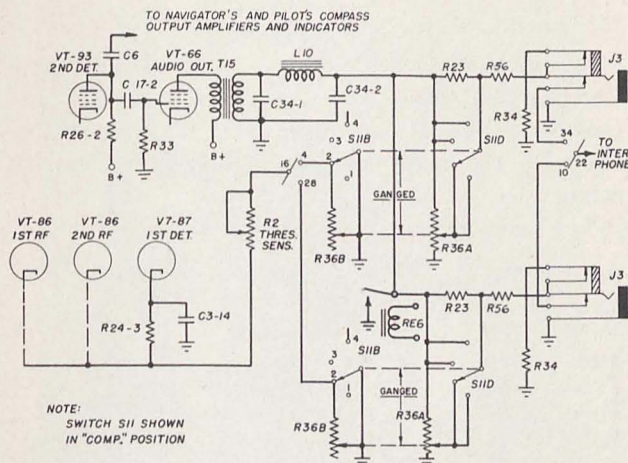 TO NAVIGATOR'S AND PILOT'S COMPASS
OUTPUT AMPLIFIERS AND INDICATORS
VT-93
2ND DET.
C6
VT-66
AUDIO OUT.
T15
L10
C 17-2
R26-2
R33
B+
B+
C34-1
C34-2
R23
R56
J3
R34
34
TO
INTER
PHONE
22
10
S11B
4
3
2
1
S11D
GANGED
16
4
28
R2
THRES.
SENS.
R36B
R36A
VT-86
1ST RF
VT-86
2ND RF
V7-87
1ST DET.
R24-3
C3-14
RE6
R23
R56
J3
R34
S11B
4
3
2
1
S11D
GANGED
R36B
R36A
NOTE:
SWITCH S11 SHOWN
IN "COMP." POSITION